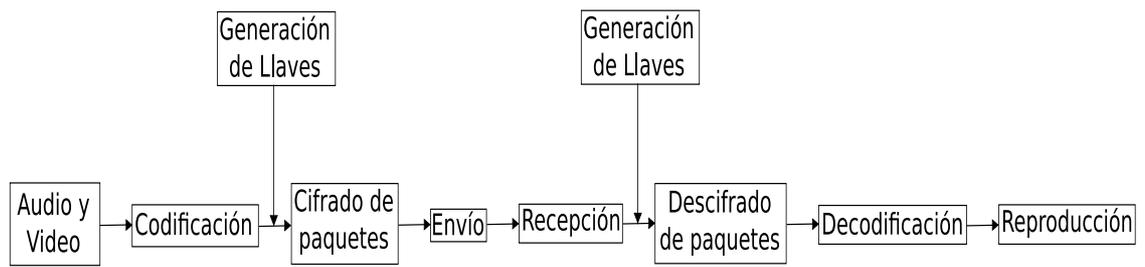 Generación
de Llaves
Generación
de Llaves
Audio y
Video
Codificación
Cifrado de
paquetes
Envío
Recepción
Descifrado
de paquetes
Decodificación
Reproducción